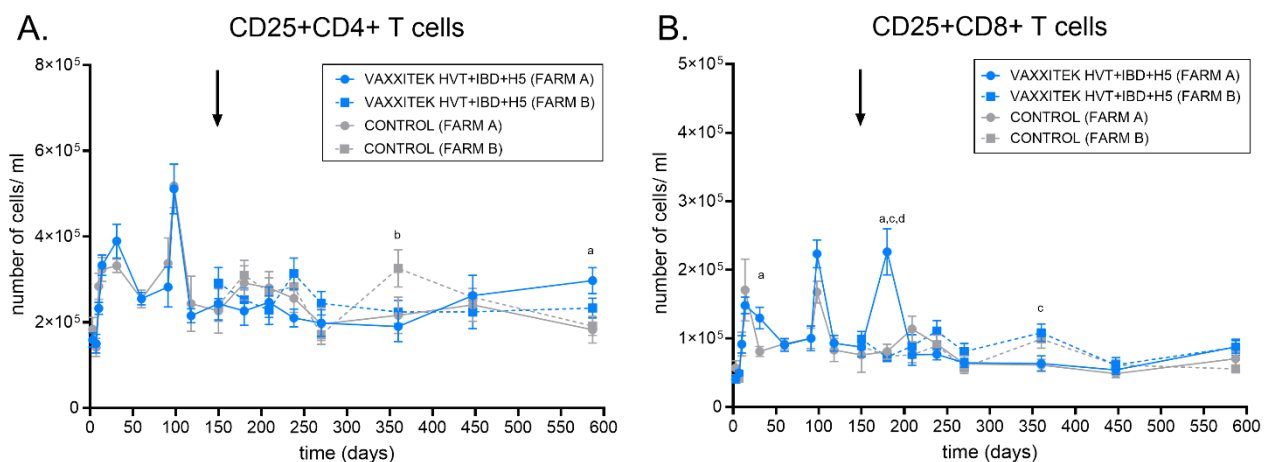 A.
CD25+CD4+ T cells
8×10⁵
6×10⁵
4×10⁵
2×10⁵
0
number of cells/ ml
VAXXITEK HVT+IBD+H5 (FARM A)
VAXXITEK HVT+IBD+H5 (FARM B)
CONTROL (FARM A)
CONTROL (FARM B)
b
a
0 50 100 150 200 250 300 350 400 450 500 550 600
time (days)
B.
CD25+CD8+ T cells
5×10⁵
4×10⁵
3×10⁵
2×10⁵
1×10⁵
0
number of cells/ ml
VAXXITEK HVT+IBD+H5 (FARM A)
VAXXITEK HVT+IBD+H5 (FARM B)
CONTROL (FARM A)
CONTROL (FARM B)
a
a,c,d
c
0 50 100 150 200 250 300 350 400 450 500 550 600
time (days)